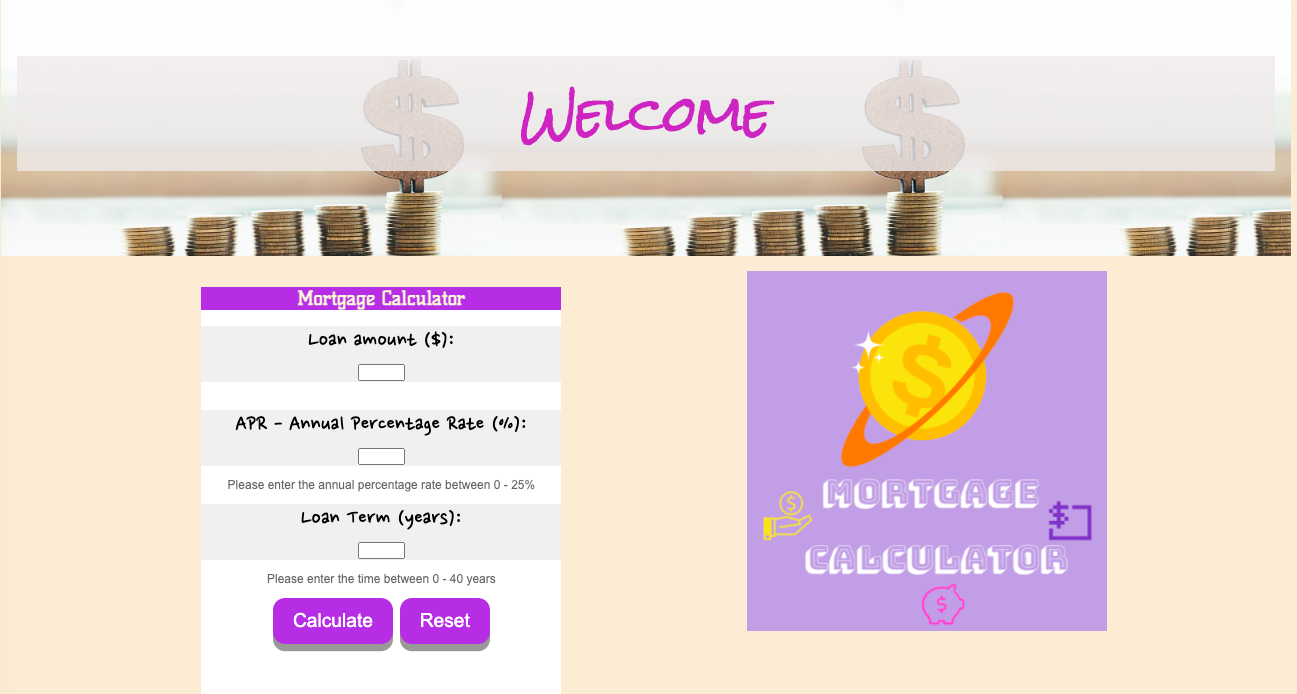 Welcome
Mortgage Calculator
Loan amount ($):
APR - Annual Percentage Rate (%):
Please enter the annual percentage rate between 0 - 25%
Loan Term (years):
Please enter the time between 0 - 40 years
Calculate Reset
$
MORTGAGE
$
CALCULATOR
$